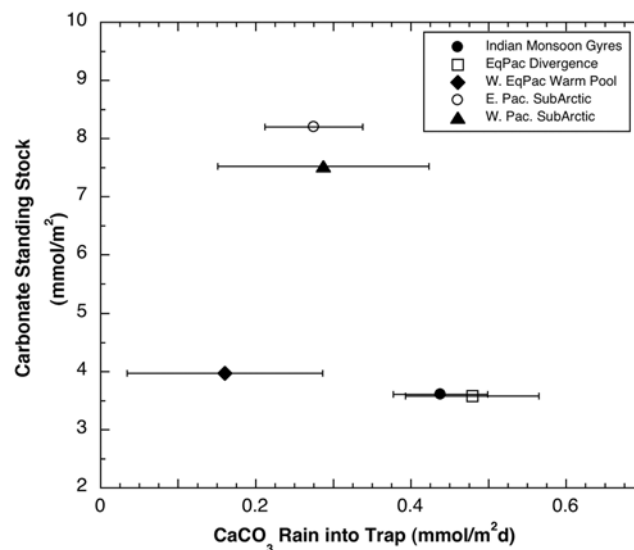 10
9
8
7
6
5
4
3
2
Carbonate Standing Stock
(mmol/m²)
Indian Monsoon Gyres
EqPac Divergence
W. EqPac Warm Pool
E. Pac. SubArctic
W. Pac. SubArctic
0
0.2
0.4
0.6
CaCO₃ Rain into Trap (mmol/m²d)